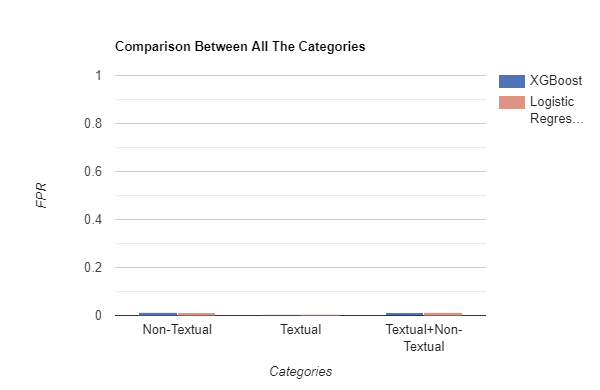 Comparison Between All The Categories
1
0.8
0.6
0.4
0.2
0
FPR
Non-Textual
Textual
Textual+Non-
Textual
Categories
XGBoost
Logistic
Regres…